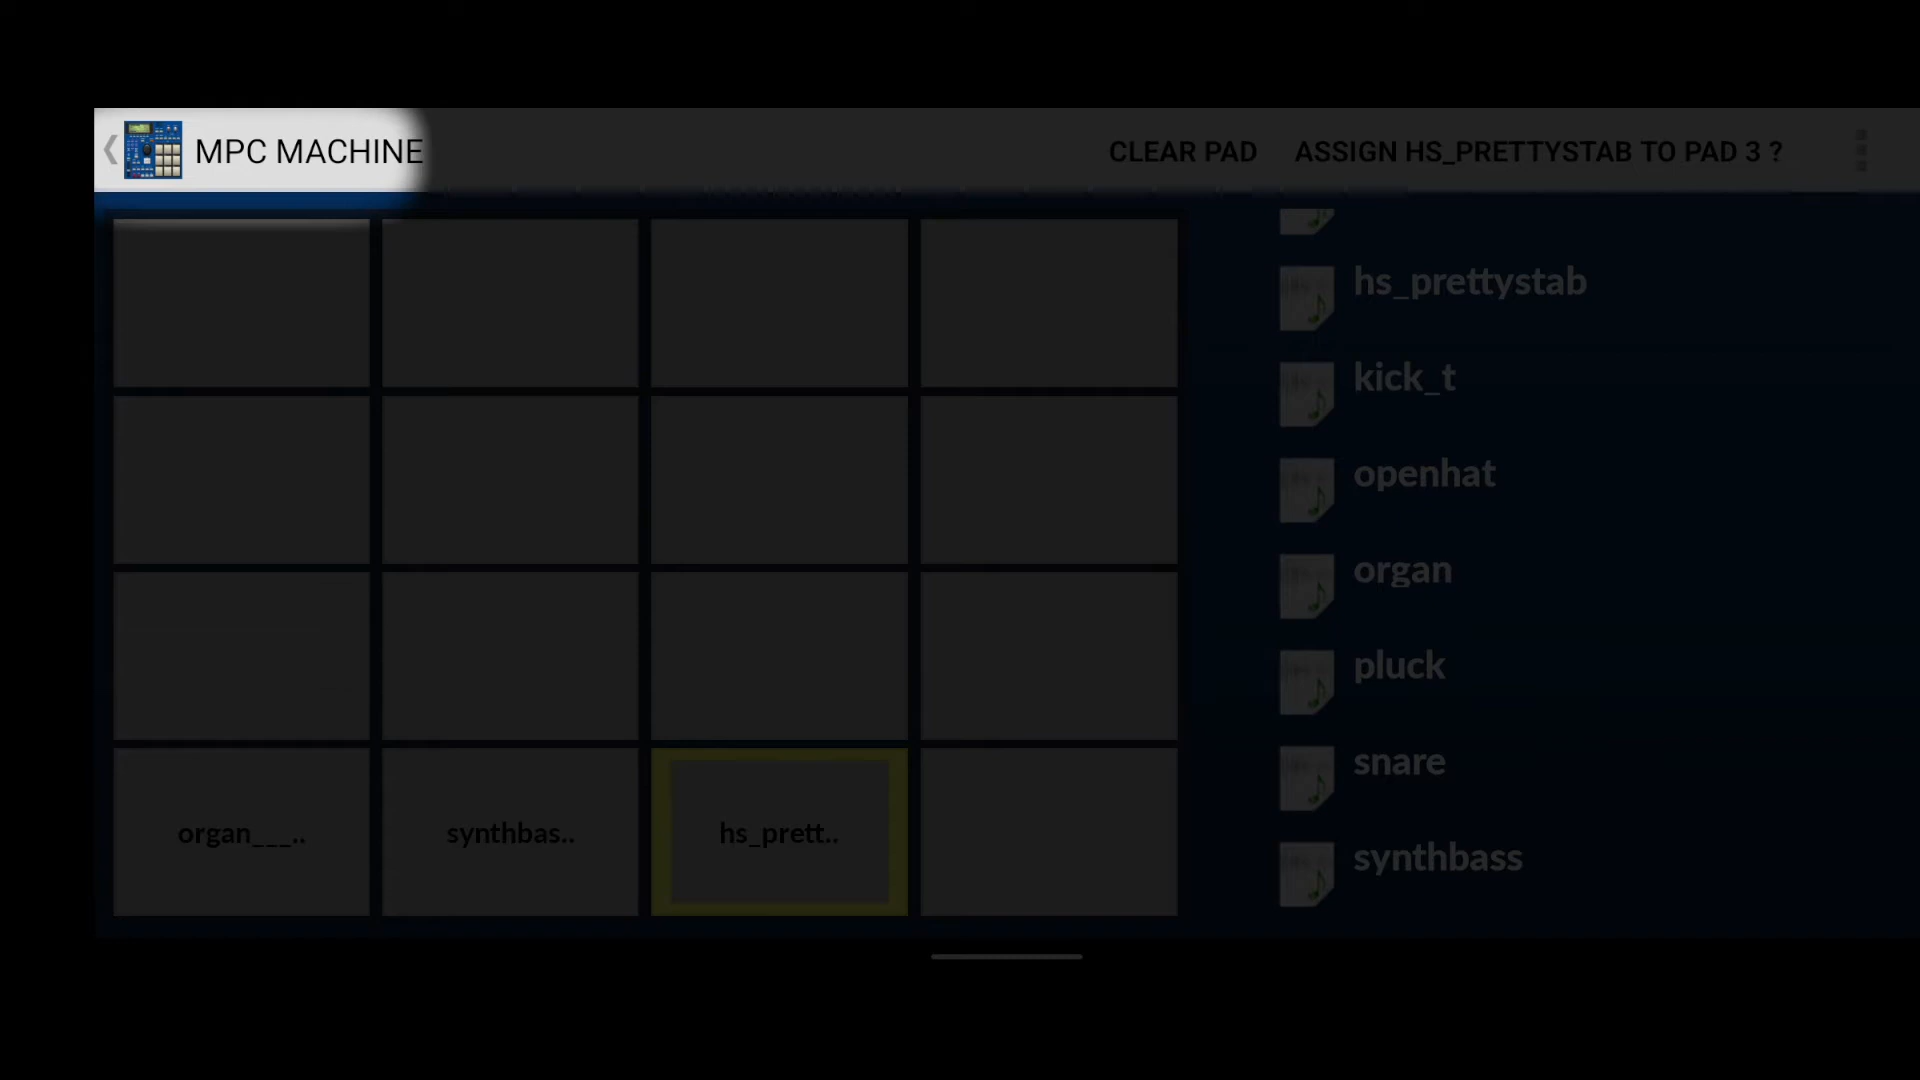 MPC MACHINE
CLEAR PAD
ASSIGN HS_PRETTYSTAB TO PAD 3 ?
hs_prettystab
kick_t
openhat
organ
pluck
snare
synthbass
organ___..
synthbas..
hs_prett..